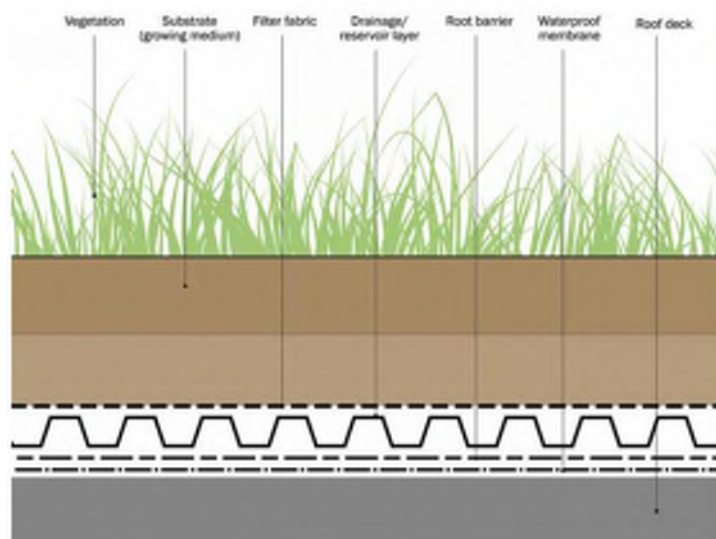 Vegetation
Substrate
(growing medium)
Filter fabric
Drainage/
reservoir layer
Root barrier
Waterproof
membrane
Roof deck